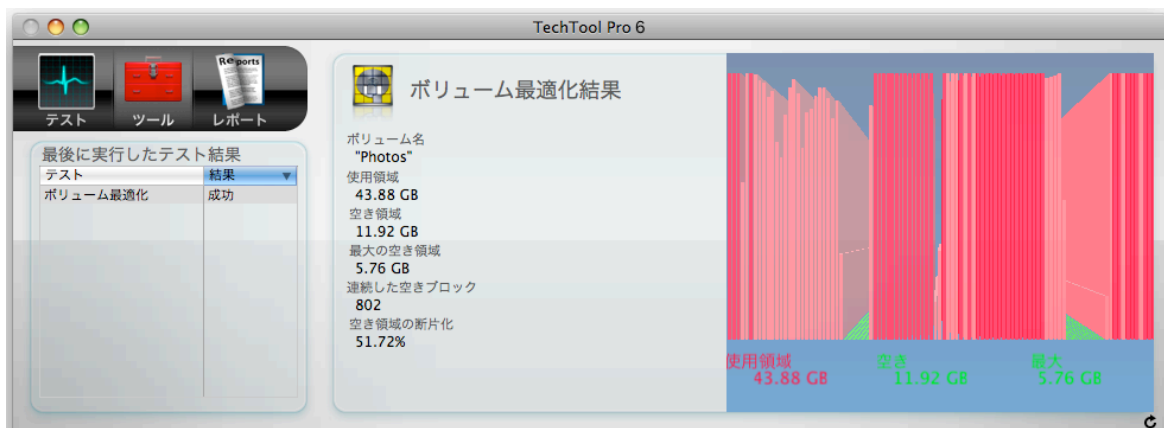 TechTool Pro 6
Reports
テスト
ツール
レポート
最後に実行したテスト結果
テスト 結果
ボリューム最適化 成功
ボリューム最適化結果
ボリューム名
"Photos"
使用領域
43.88 GB
空き領域
11.92 GB
最大の空き領域
5.76 GB
連続した空きブロック
802
空き領域の断片化
51.72%
使用領域 空き 最大
43.88 GB 11.92 GB 5.76 GB